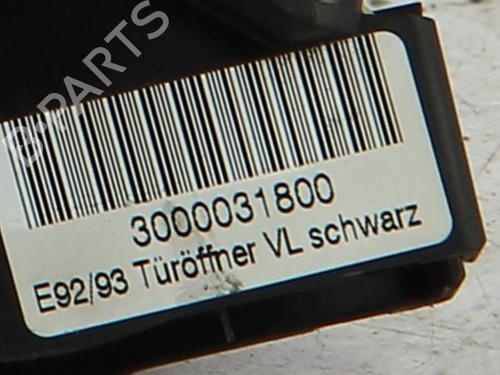 B-PARTS
3000031800
E92/93 Türöffner VL schwarz